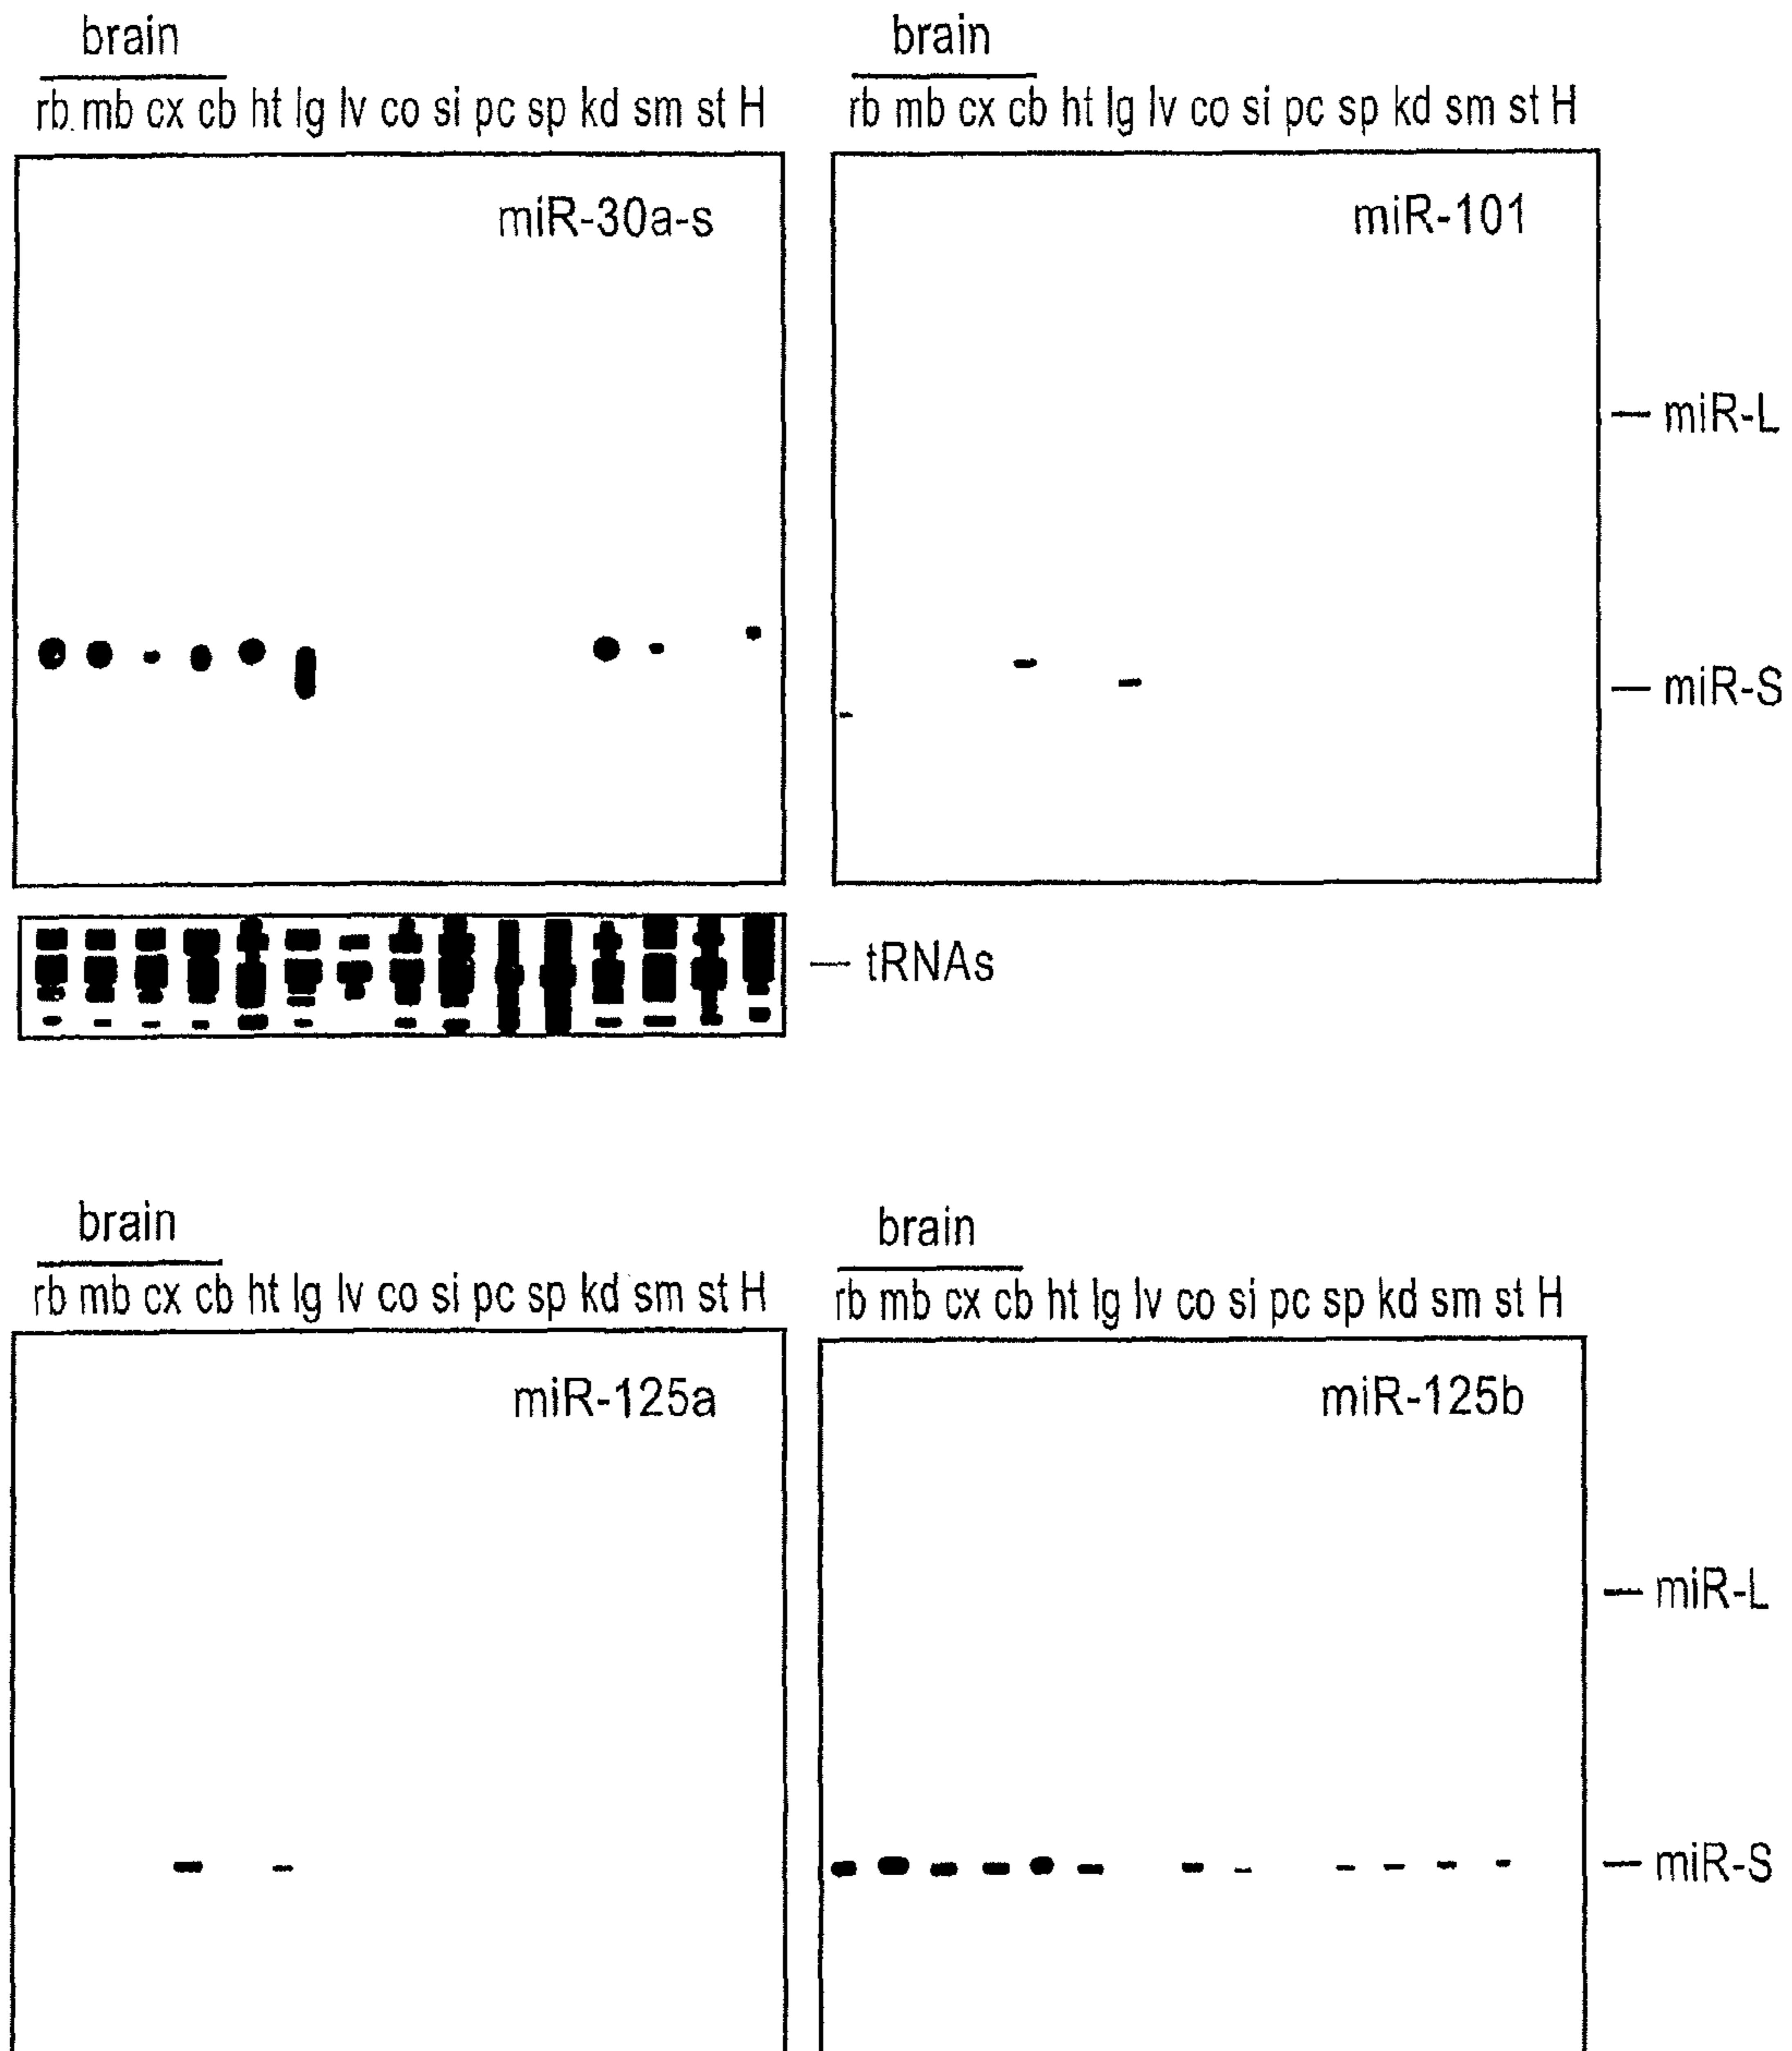 brain
rb mb cx cb ht lg lv co si pc sp kd sm st H
miR-30a-s
brain
rb mb cx cb ht lg lv co si pc sp kd sm st H
miR-101
— miR-L
— miR-S
— tRNAs
brain
rb mb cx cb ht lg lv co si pc sp kd sm st H
miR-125a
brain
rb mb cx cb ht lg lv co si pc sp kd sm st H
miR-125b
— miR-L
— miR-S